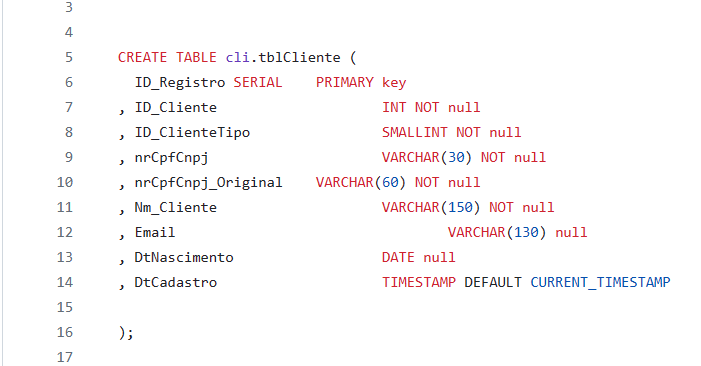 3
4
5 CREATE TABLE cli.tblCliente (
6 ID_Registro SERIAL PRIMARY key
7 , ID_Cliente INT NOT null
8 , ID_ClienteTipo SMALLINT NOT null
9 , nrCpfCnpj VARCHAR(30) NOT null
10 , nrCpfCnpj_Original VARCHAR(60) NOT null
11 , Nm_Cliente VARCHAR(150) NOT null
12 , Email VARCHAR(130) null
13 , DtNascimento DATE null
14 , DtCadastro TIMESTAMP DEFAULT CURRENT_TIMESTAMP
15
16 );
17